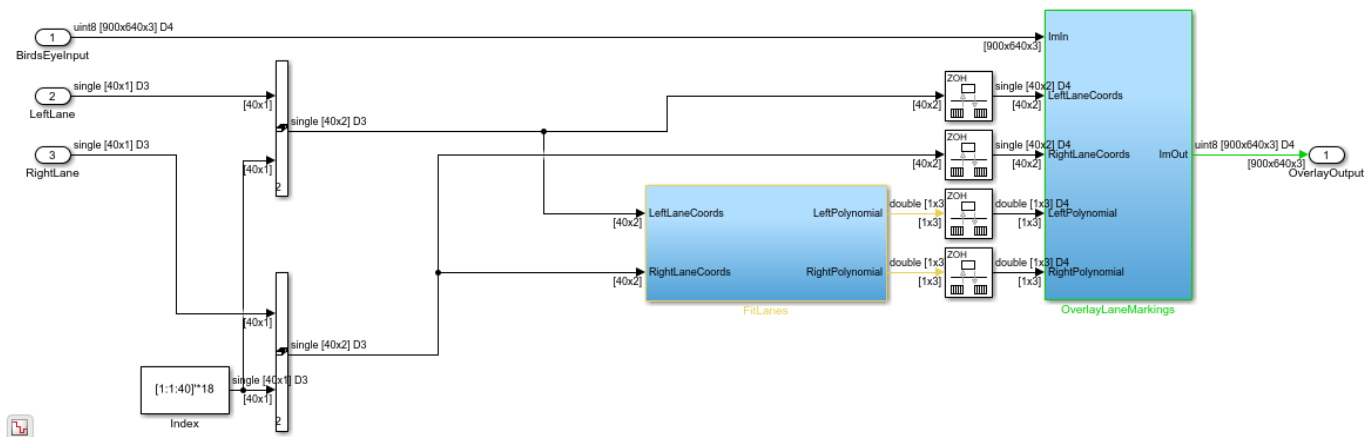 uint8 [900x640x3] D4
1
BirdsEyeInput
[900x640x3]
ImIn
single [40x1] D3
2
LeftLane
[40x1]
single [40x2] D3
[40x1]
2
single [40x1] D3
3
RightLane
ZOH
single [40x2] D4
[40x2]
[40x2]
LeftLaneCoords
ZOH
single [40x2] D4
[40x2]
[40x2]
RightLaneCoords
ImOut
uint8 [900x640x3] D4
[900x640x3]
1
OverlayOutput
LeftLaneCoords
[40x2]
LeftPolynomial
double [1x3
[1x3]
ZOH
double [1x3] D4
[1x3]
LeftPolynomial
RightLaneCoords
[40x2]
RightPolynomial
double [1x3
[1x3]
ZOH
double [1x3] D4
[1x3]
RightPolynomial
FitLanes
OverlayLaneMarkings
[40x1]
single [40x2] D3
[1:1:40]'*18
Index
single [40x1] D3
[40x1]
2